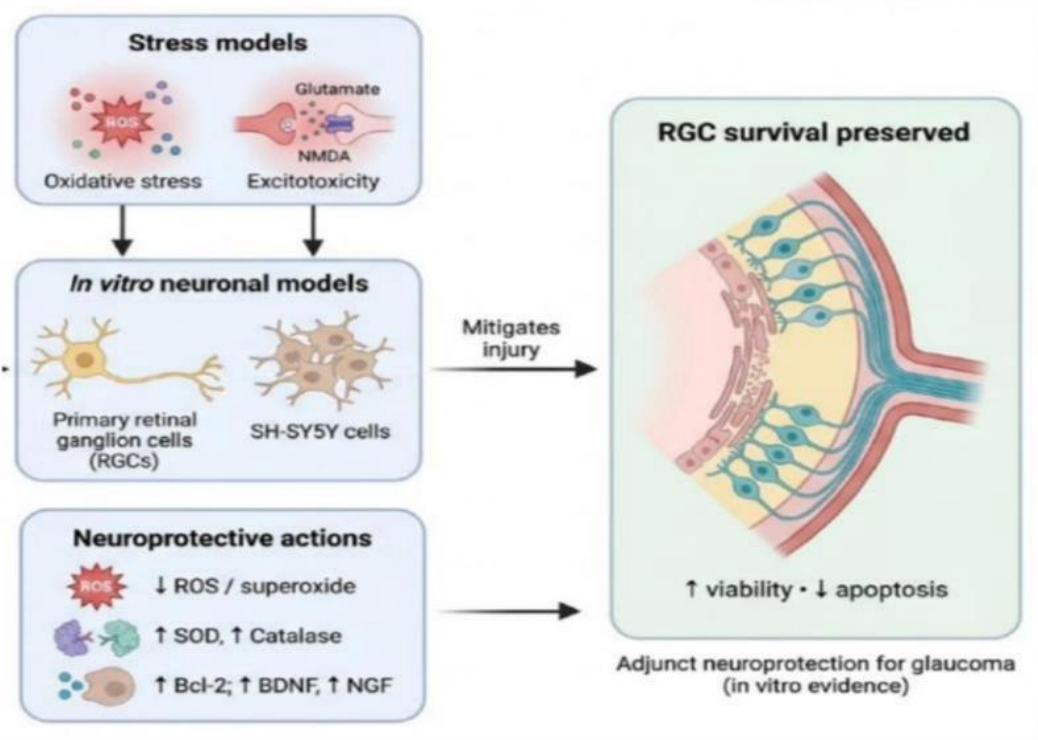 Stress models
ROS
Glutamate
NMDA
Oxidative stress
Excitotoxicity
In vitro neuronal models
Primary retinal
ganglion cells
(RGCs)
SH-SY5Y cells
Mitigates
injury
Neuroprotective actions
ROS
↓ ROS / superoxide
↑ SOD, ↑ Catalase
↑ Bcl-2; ↑ BDNF, ↑ NGF
RGC survival preserved
↑ viability • ↓ apoptosis
Adjunct neuroprotection for glaucoma
(in vitro evidence)